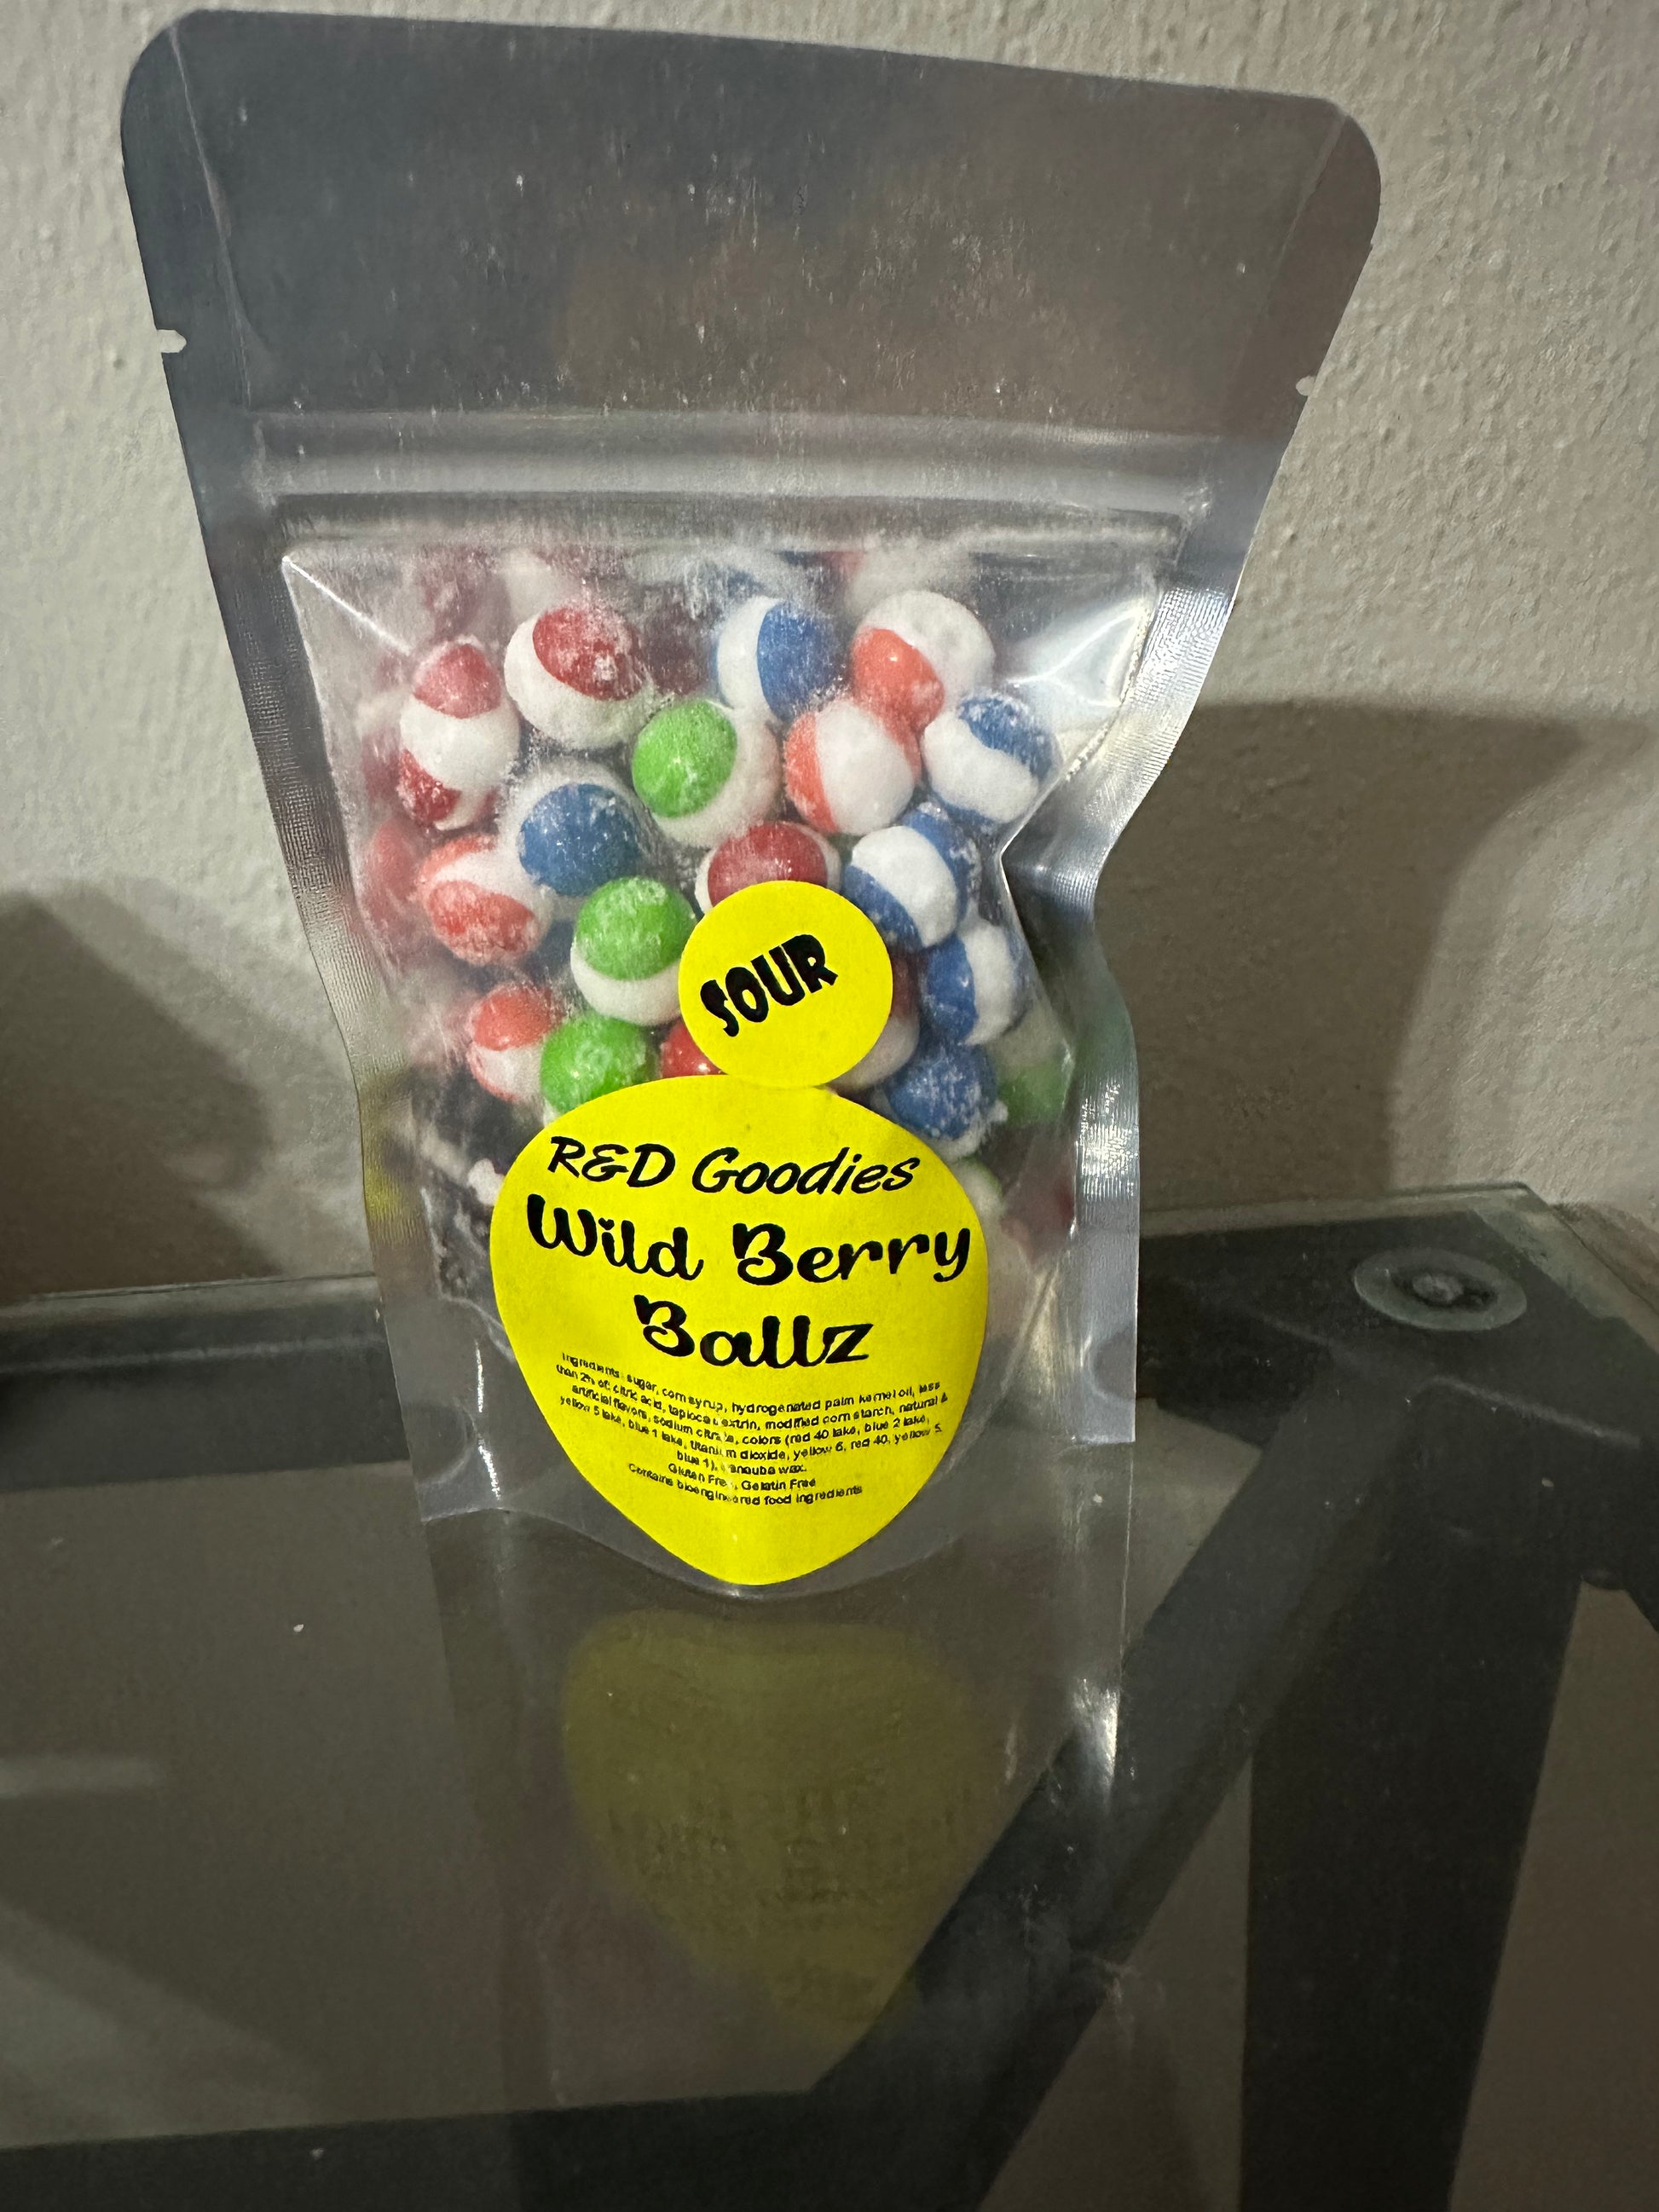 SOUR
R&D Goodies
Wild Berry
Ballz
Ingredients: sugar, corn syrup, hydrogenated palm kernel oil, less
than 2% of: citric acid, tapioca dextrin, modified corn starch, natural &
artificial flavors, sodium citrate, colors (red 40 lake, blue 2 lake,
yellow 5 lake, blue 1 lake, titanium dioxide, yellow 6, red 40, yellow 5,
blue 1), carnauba wax.
Gluten Free, Gelatin Free
Contains bioengineered food ingredients